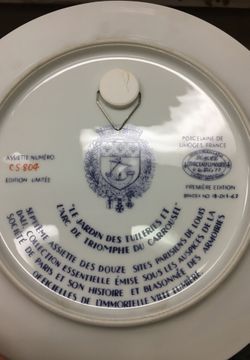 ASSIETTE NUMÉRO
CS 804
EDITION LIMITÉE
PORCELAINE DE
LIMOGES, FRANCE
PREMIÈRE EDITION
"LE JARDIN DES TUILERIES ET
L'ARC DE TRIOMPHE DU CARROUSEL"
SEPTIÈME ASSIETTE DES DOUZE SITES PARISIENS DE LOUIS
DALI COLLECTION ESSENTIELLE ÉMISE SOUS LES AUSPICES DE LA
SOCIÉTÉ DE PARIS ET SON HISTOIRE ET BLASONNÉE DES ARMOIRIES
OFFICIELLES DE L'IMMORTELLE VILLE LUMIÈRE.